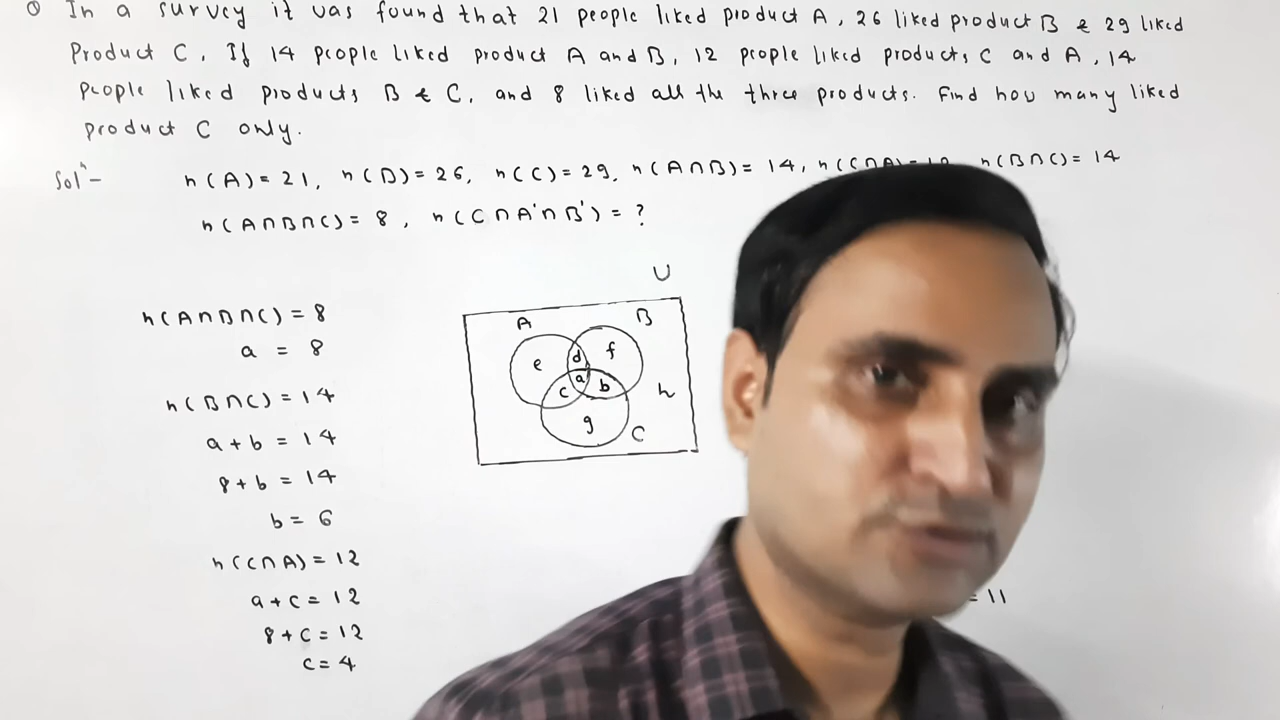 Q In a survey it was found that 21 people liked product A, 26 liked product B & 29 liked
Product C. If 14 people liked product A and B, 12 people liked products C and A, 14
people liked products B & C, and 8 liked all the three products. Find how many liked
product C only.
Solⁿ- n(A)=21, n(B)=26, n(C)=29, n(A∩B)=14, n(C∩A)= n(B∩C)=14
n(A∩B∩C)=8, n(C∩A'∩B')=?
U
n(A∩B∩C)=8
A B
a = 8
e d f
a
c b h
n(B∩C)=14
g
C
a+b=14
8+b=14
b=6
n(C∩A)=12
a+c=12
=11
8+c=12
c=4